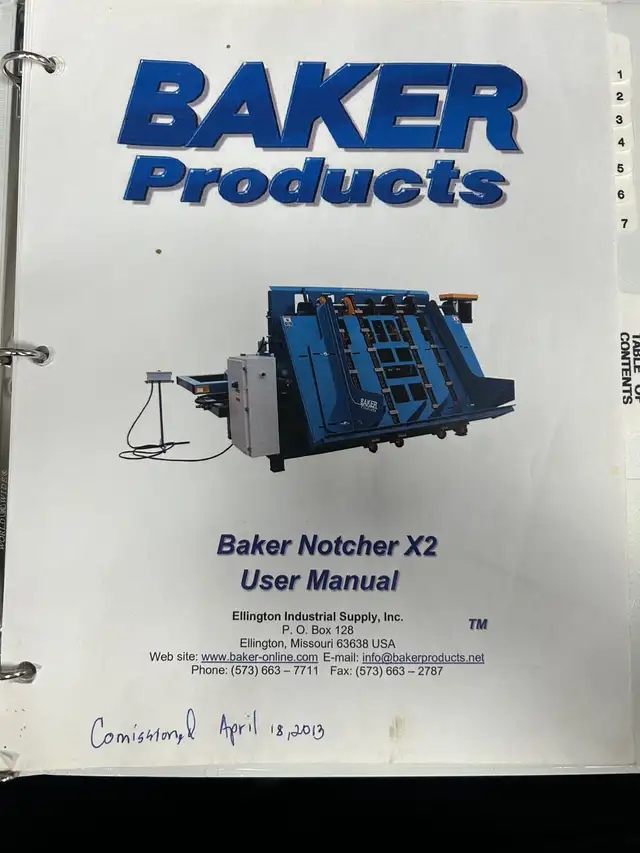 BAKER
Products
1
2
3
4
5
6
7
TABLE OF
CONTENTS
BAKER
Baker Notcher X2
User Manual
Ellington Industrial Supply, Inc.
TM
P. O. Box 128
Ellington, Missouri 63638 USA
Web site: www.baker-online.com E-mail: info@bakerproducts.net
Phone: (573) 663 – 7711 Fax: (573) 663 – 2787
Comissioned April 18, 2013